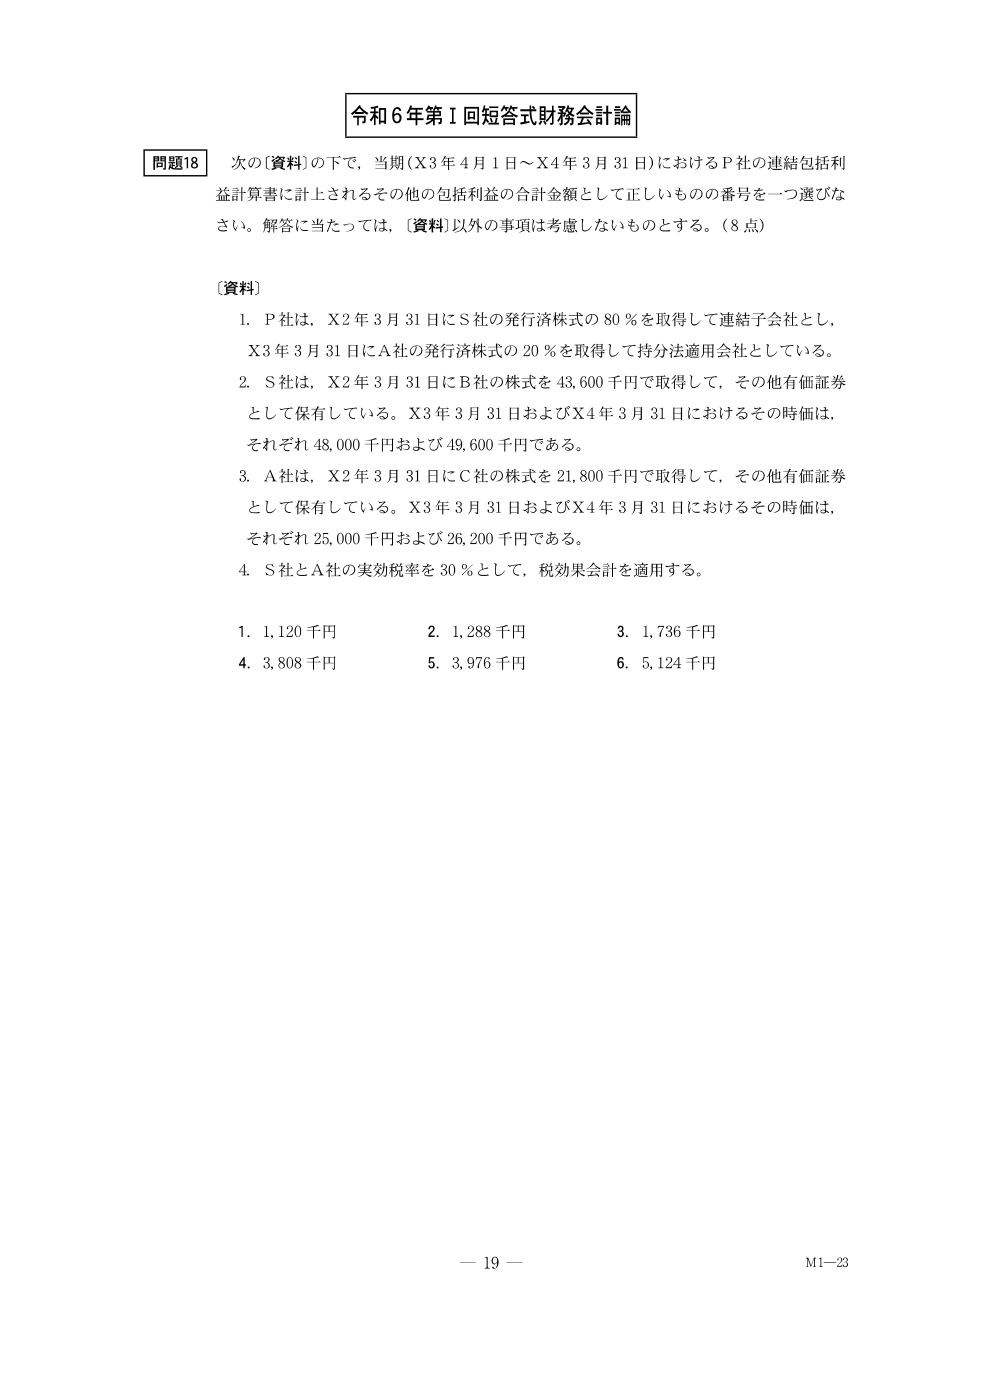 令和6年第Ⅰ回短答式財務会計論
問題18 次の〔資料〕の下で，当期（X3年4月1日～X4年3月31日）におけるP社の連結包括利
益計算書に計上されるその他の包括利益の合計金額として正しいものの番号を一つ選びな
さい。解答に当たっては，〔資料〕以外の事項は考慮しないものとする。（8点）
〔資料〕
1. P社は，X2年3月31日にS社の発行済株式の80％を取得して連結子会社とし，
X3年3月31日にA社の発行済株式の20％を取得して持分法適用会社としている。
2. S社は，X2年3月31日にB社の株式を43,600千円で取得して，その他有価証券
として保有している。X3年3月31日およびX4年3月31日におけるその時価は，
それぞれ48,000千円および49,600千円である。
3. A社は，X2年3月31日にC社の株式を21,800千円で取得して，その他有価証券
として保有している。X3年3月31日およびX4年3月31日におけるその時価は，
それぞれ25,000千円および26,200千円である。
4. S社とA社の実効税率を30％として，税効果会計を適用する。
1. 1,120千円 2. 1,288千円 3. 1,736千円
4. 3,808千円 5. 3,976千円 6. 5,124千円
― 19 ― M1―23